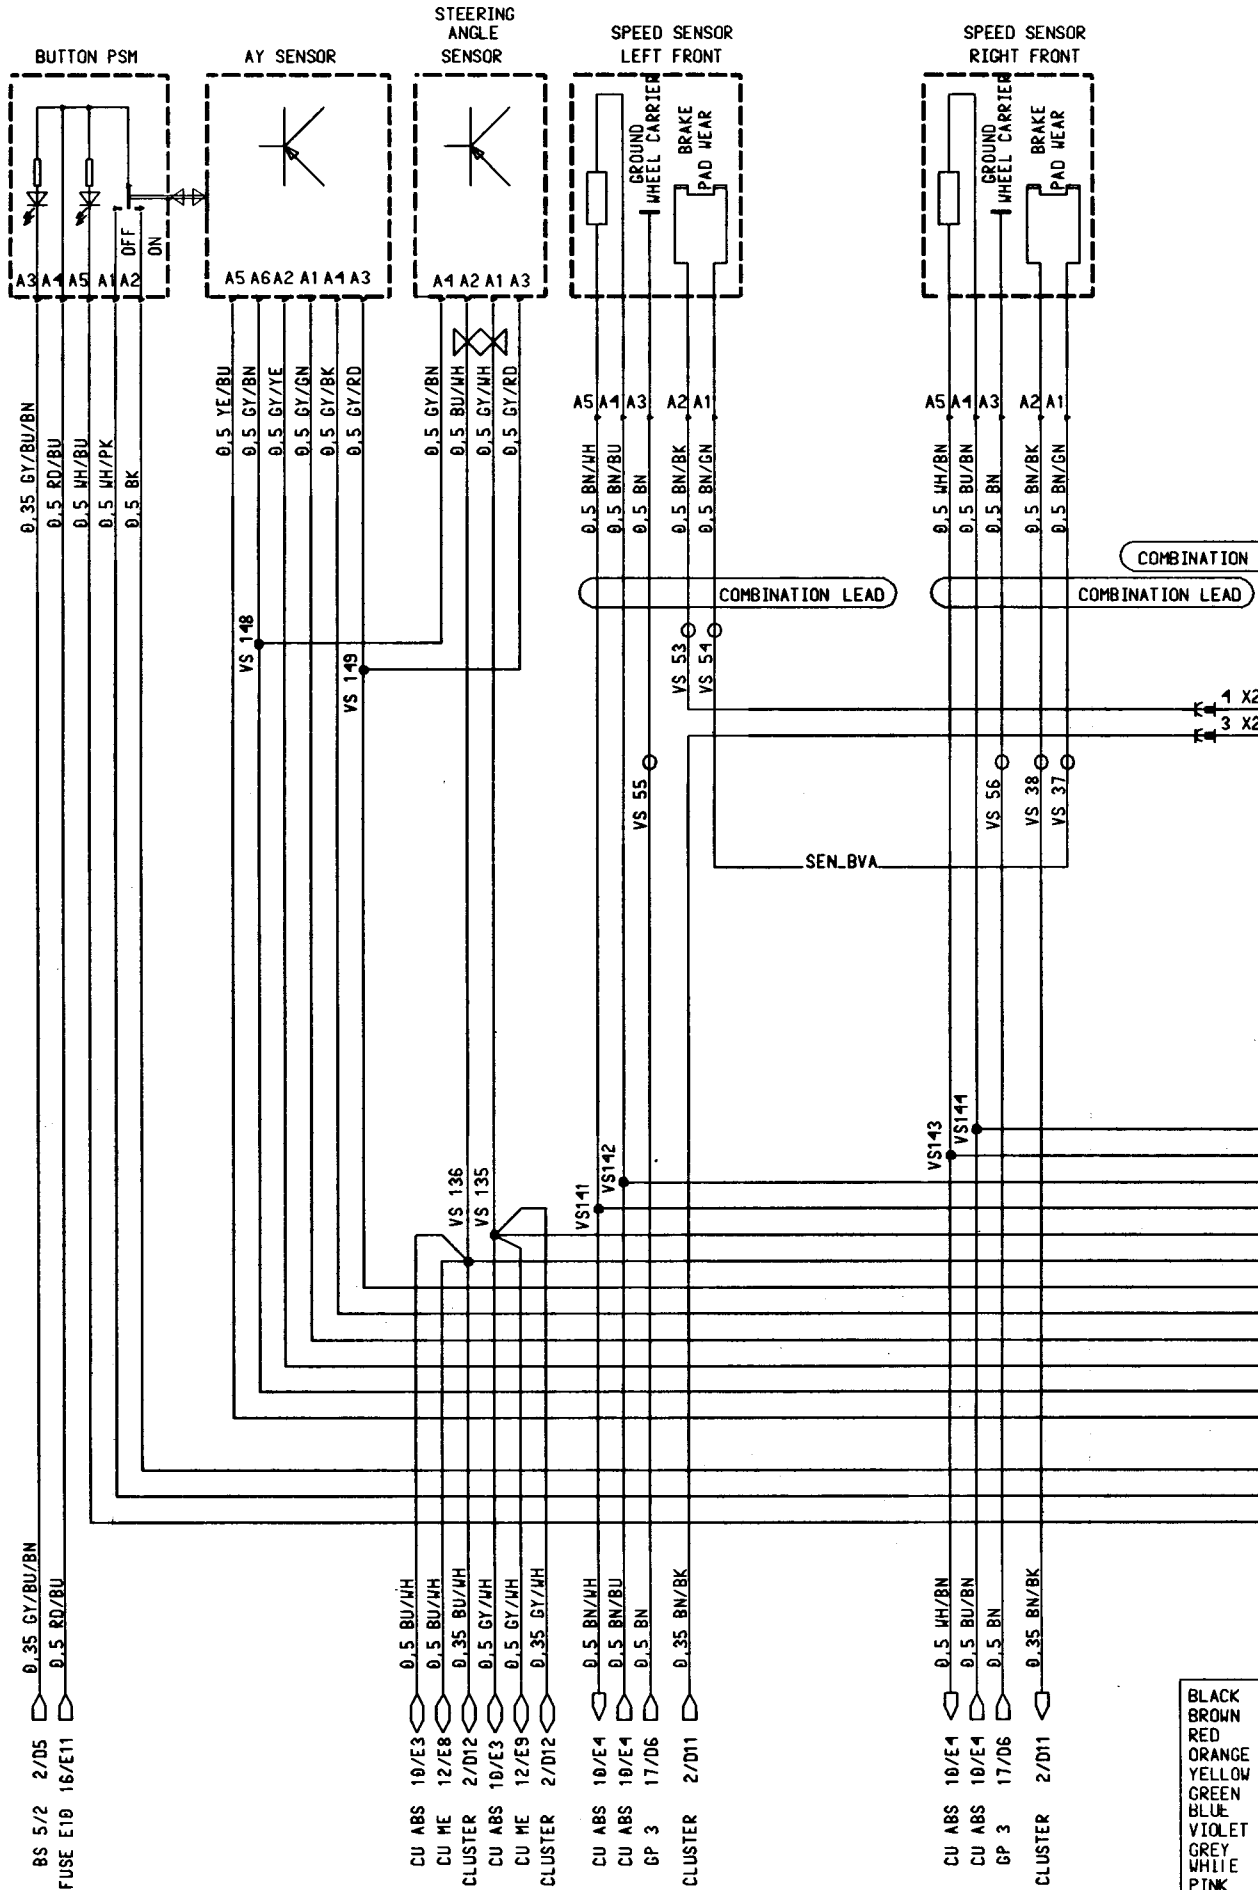 STEERING
ANGLE
SENSOR
BUTTON PSM
AY SENSOR
SPEED SENSOR
LEFT FRONT
SPEED SENSOR
RIGHT FRONT
GROUND
WHEEL CARRIER
BRAKE
PAD WEAR
GROUND
WHEEL CARRIER
BRAKE
PAD WEAR
OFF
ON
A3 A4 A5 A1 A2
A5 A6 A2 A1 A4 A3
A4 A2 A1 A3
A5 A4 A3 A2 A1
A5 A4 A3 A2 A1
0,35 GY/BU/BN
0,5 RD/BU
0,5 WH/BU
0,5 WH/PK
0,5 BK
0,5 YE/BU
0,5 GY/BN
0,5 GY/YE
0,5 GY/GN
0,5 GY/BK
0,5 GY/RD
0,5 GY/BN
0,5 BU/WH
0,5 GY/WH
0,5 GY/RD
0,5 BN/WH
0,5 BN/BU
0,5 BN
0,5 BN/BK
0,5 BN/GN
0,5 WH/BN
0,5 BU/BN
0,5 BN
0,5 BN/BK
0,5 BN/GN
COMBINATION
COMBINATION LEAD
COMBINATION LEAD
VS 148
VS 149
VS 53
VS 54
4 X2
3 X2
VS 55
VS 56
VS 38
VS 37
SEN_BVA
VS143
VS144
VS 136
VS 135
VS141
VS142
0,35 GY/BU/BN
0,5 RD/BU
0,5 BU/WH
0,5 BU/WH
0,35 BU/WH
0,5 GY/WH
0,5 GY/WH
0,35 GY/WH
0,5 BN/WH
0,5 BN/BU
0,5 BN
0,35 BN/BK
0,5 WH/BN
0,5 BU/BN
0,5 BN
0,35 BN/BK
BS 5/2 2/D5
FUSE E10 16/E11
CU ABS 10/E3
CU ME 12/E8
CLUSTER 2/D12
CU ABS 10/E3
CU ME 12/E9
CLUSTER 2/D12
CU ABS 10/E4
CU ABS 10/E4
GP 3 17/D6
CLUSTER 2/D11
CU ABS 10/E4
CU ABS 10/E4
GP 3 17/D6
CLUSTER 2/D11
BLACK
BROWN
RED
ORANGE
YELLOW
GREEN
BLUE
VIOLET
GREY
WHITE
PINK